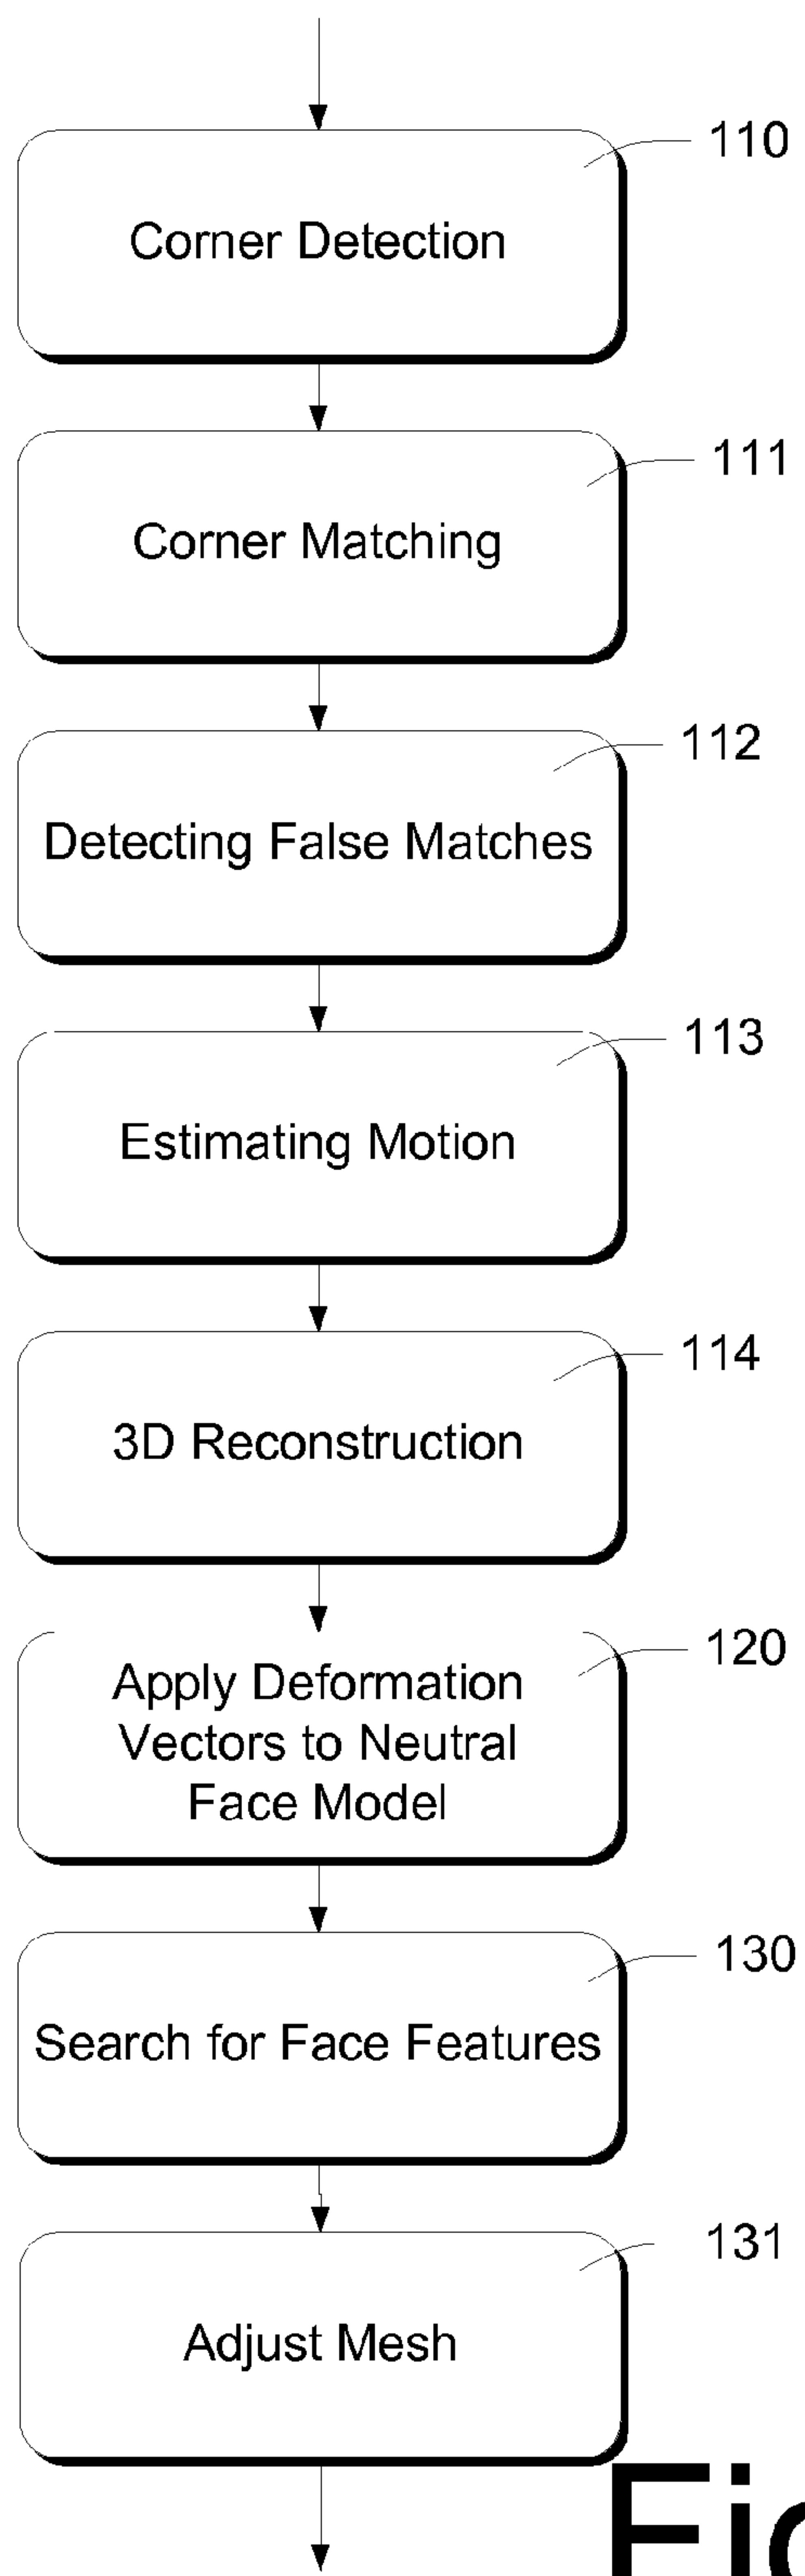 110
Corner Detection
111
Corner Matching
112
Detecting False Matches
113
Estimating Motion
114
3D Reconstruction
120
Apply Deformation
Vectors to Neutral
Face Model
130
Search for Face Features
131
Adjust Mesh